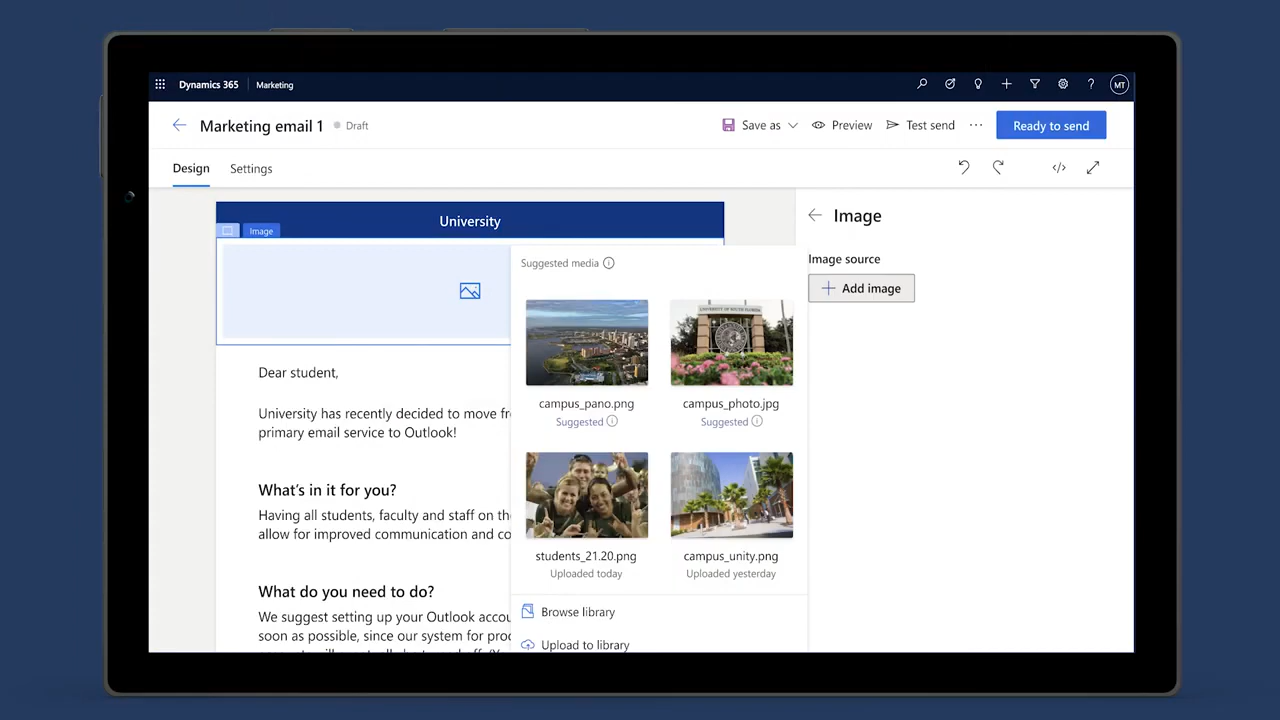 Dynamics 365 Marketing MT
Marketing email 1 Draft Save as Preview Test send Ready to send
Design Settings
University
Image
Dear student,
University has recently decided to move
primary email service to Outlook!
What's in it for you?
Having all students, faculty and staff on
allow for improved communication and
What do you need to do?
We suggest setting up your Outlook
soon as possible, since our system for
Suggested media
UNIVERSITY OF SOUTH FLORIDA
campus_pano.png campus_photo.jpg
Suggested Suggested
students_21.20.png campus_unity.png
Uploaded today Uploaded yesterday
Browse library
Upload to library
Image
Image source
Add image